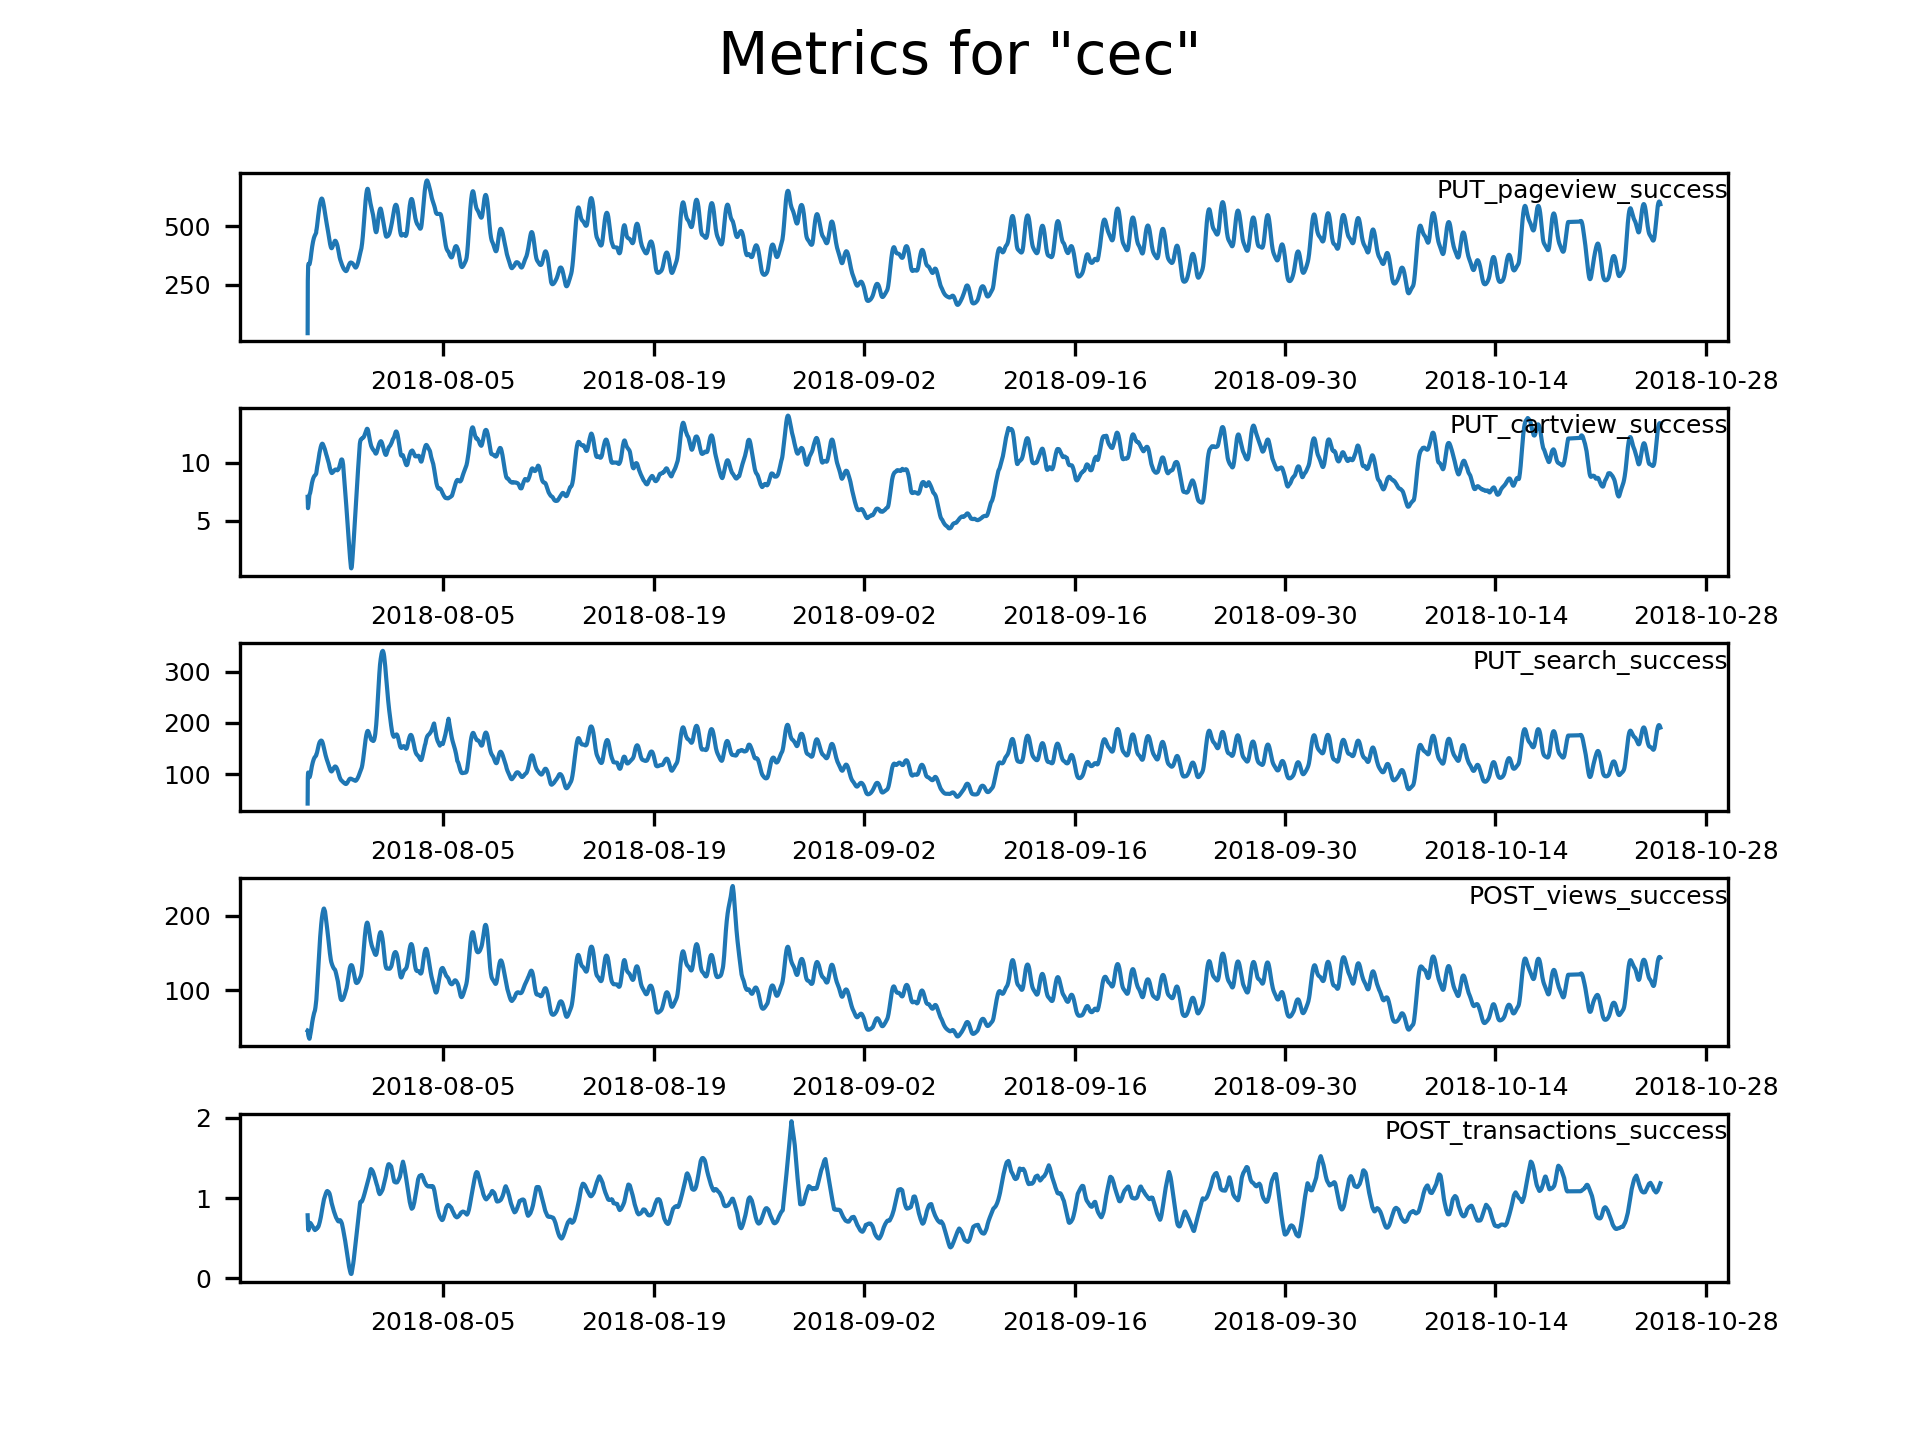 Metrics for "cec"
PUT_pageview_success
500
250
2018-08-05 2018-08-19 2018-09-02 2018-09-16 2018-09-30 2018-10-14 2018-10-28
PUT_cartview_success
10
5
2018-08-05 2018-08-19 2018-09-02 2018-09-16 2018-09-30 2018-10-14 2018-10-28
PUT_search_success
300
200
100
2018-08-05 2018-08-19 2018-09-02 2018-09-16 2018-09-30 2018-10-14 2018-10-28
POST_views_success
200
100
2018-08-05 2018-08-19 2018-09-02 2018-09-16 2018-09-30 2018-10-14 2018-10-28
2
POST_transactions_success
1
0
2018-08-05 2018-08-19 2018-09-02 2018-09-16 2018-09-30 2018-10-14 2018-10-28